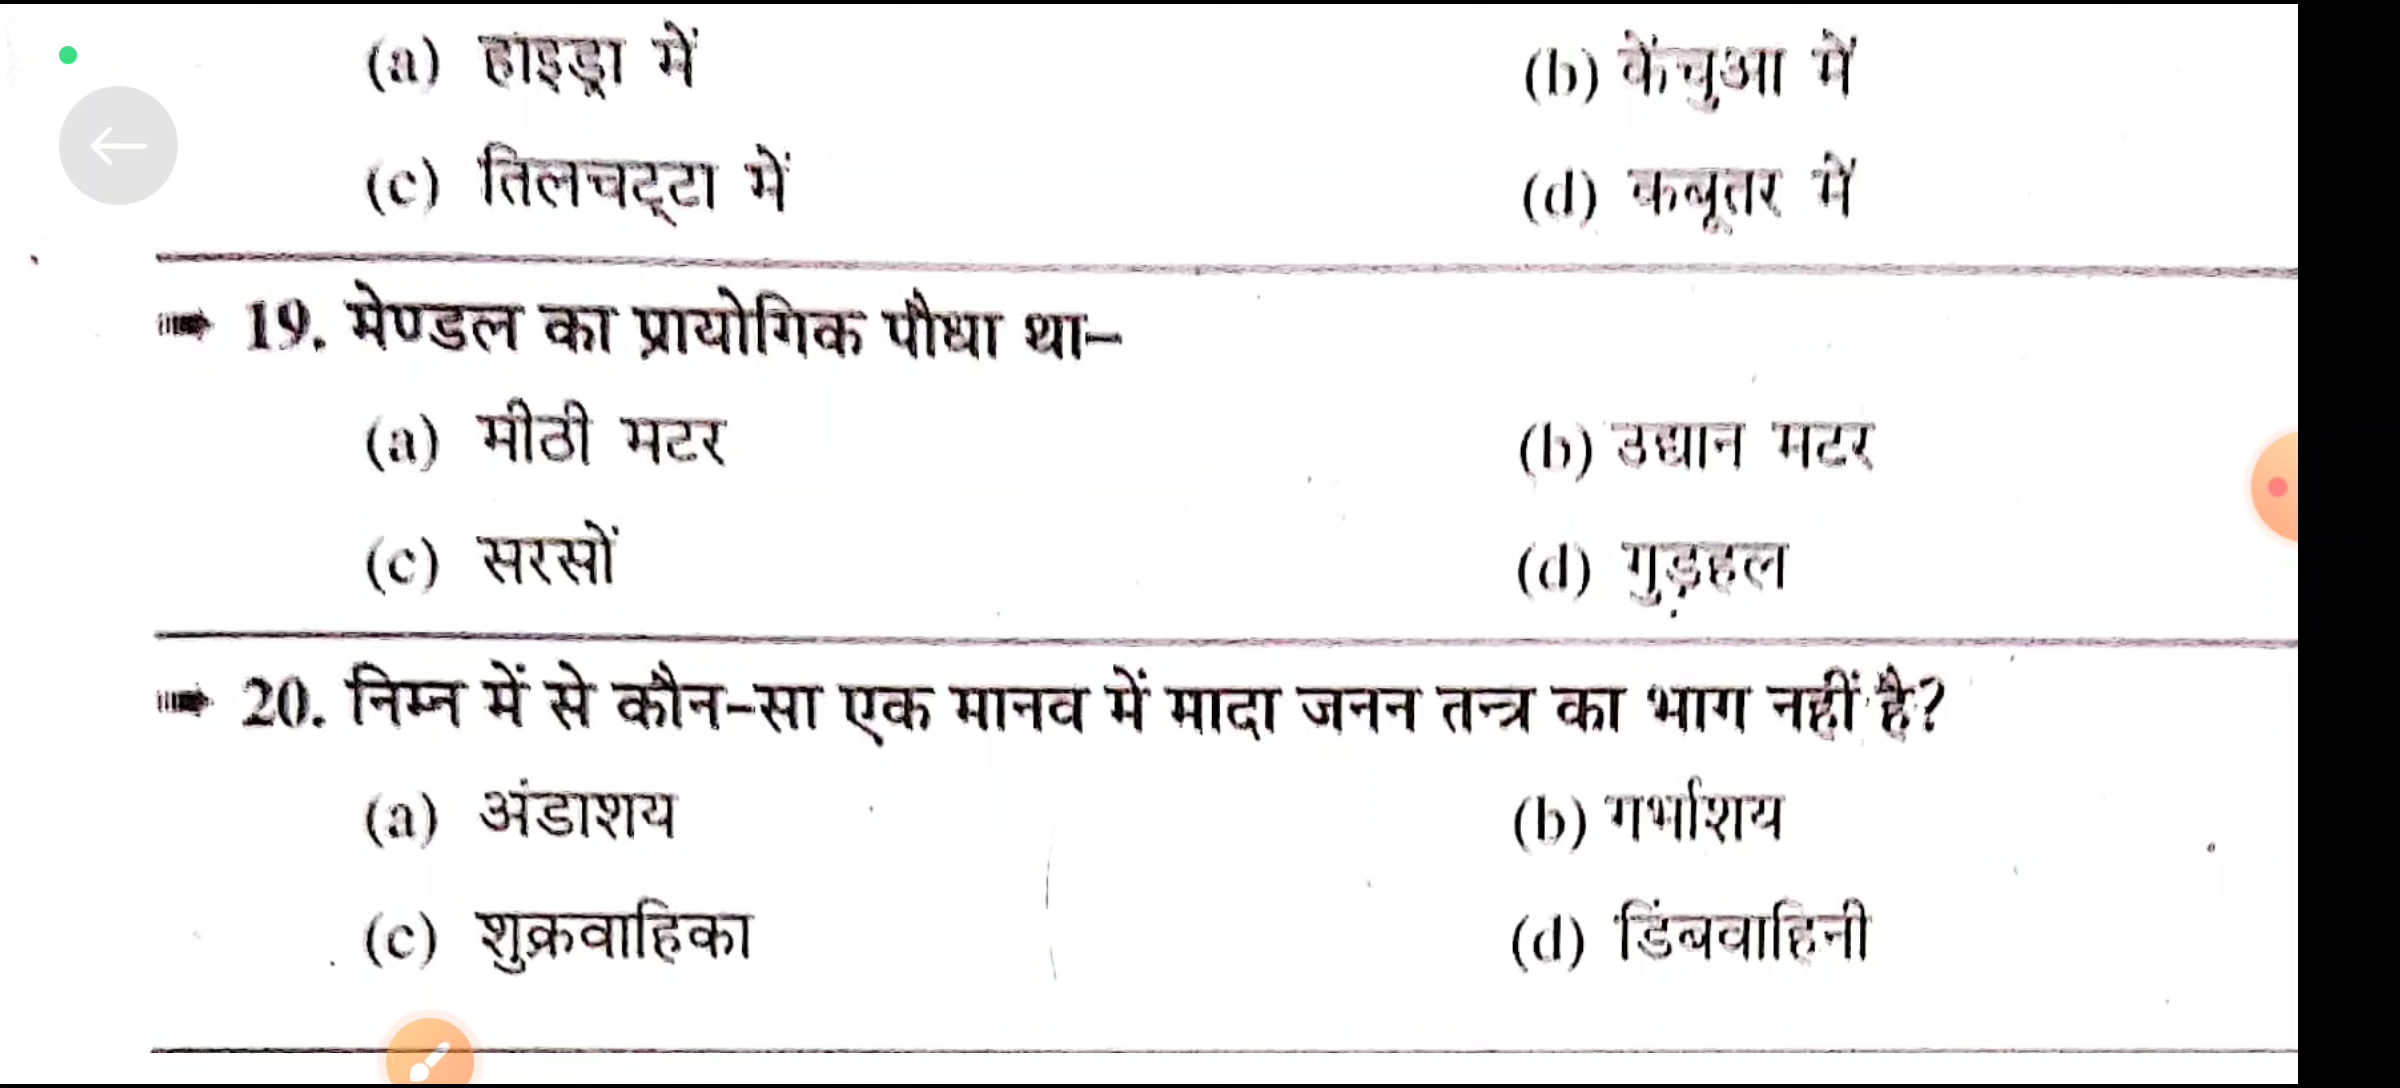 (a) हाइड्रा में (b) केंचुआ में
(c) तिलचट्टा में (d) कबूतर में
19. मेण्डल का प्रायोगिक पौधा था–
(a) मीठी मटर (b) उद्यान मटर
(c) सरसों (d) गुड़हल
20. निम्न में से कौन-सा एक मानव में मादा जनन तन्त्र का भाग नहीं है?
(a) अंडाशय (b) गर्भाशय
(c) शुक्रवाहिका (d) डिंबवाहिनी